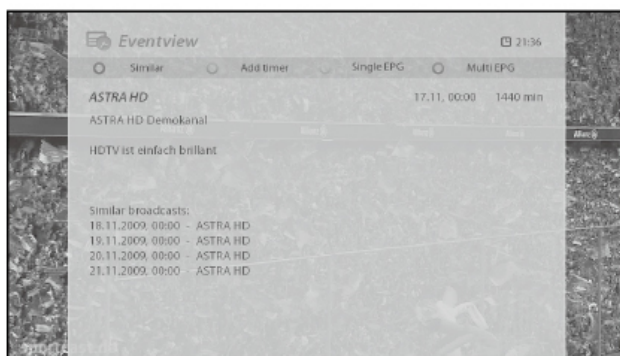 Eventview 21:36
Similar Add timer Single EPG Multi EPG
ASTRA HD 17.11, 00:00 1440 min
ASTRA HD Demokanal
HDTV ist einfach brillant
Similar broadcasts:
18.11.2009, 00:00 - ASTRA HD
19.11.2009, 00:00 - ASTRA HD
20.11.2009, 00:00 - ASTRA HD
21.11.2009, 00:00 - ASTRA HD